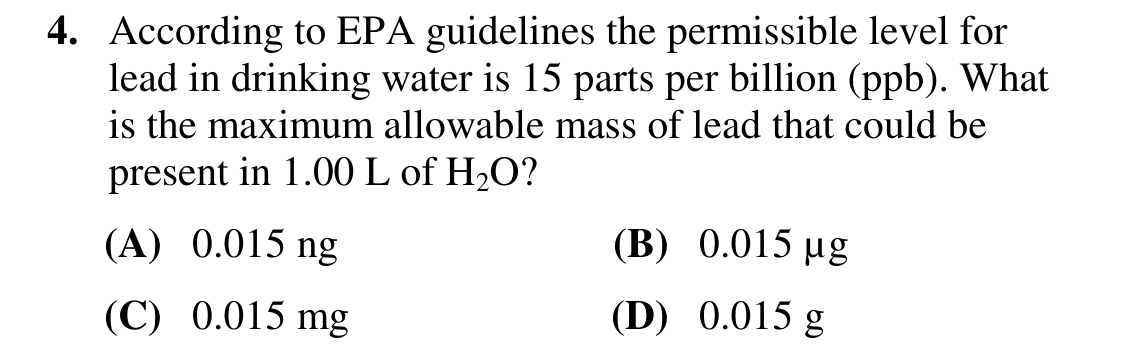 4. According to EPA guidelines the permissible level for
lead in drinking water is 15 parts per billion (ppb). What
is the maximum allowable mass of lead that could be
present in 1.00 L of H₂O?
(A) 0.015 ng (B) 0.015 μg
(C) 0.015 mg (D) 0.015 g